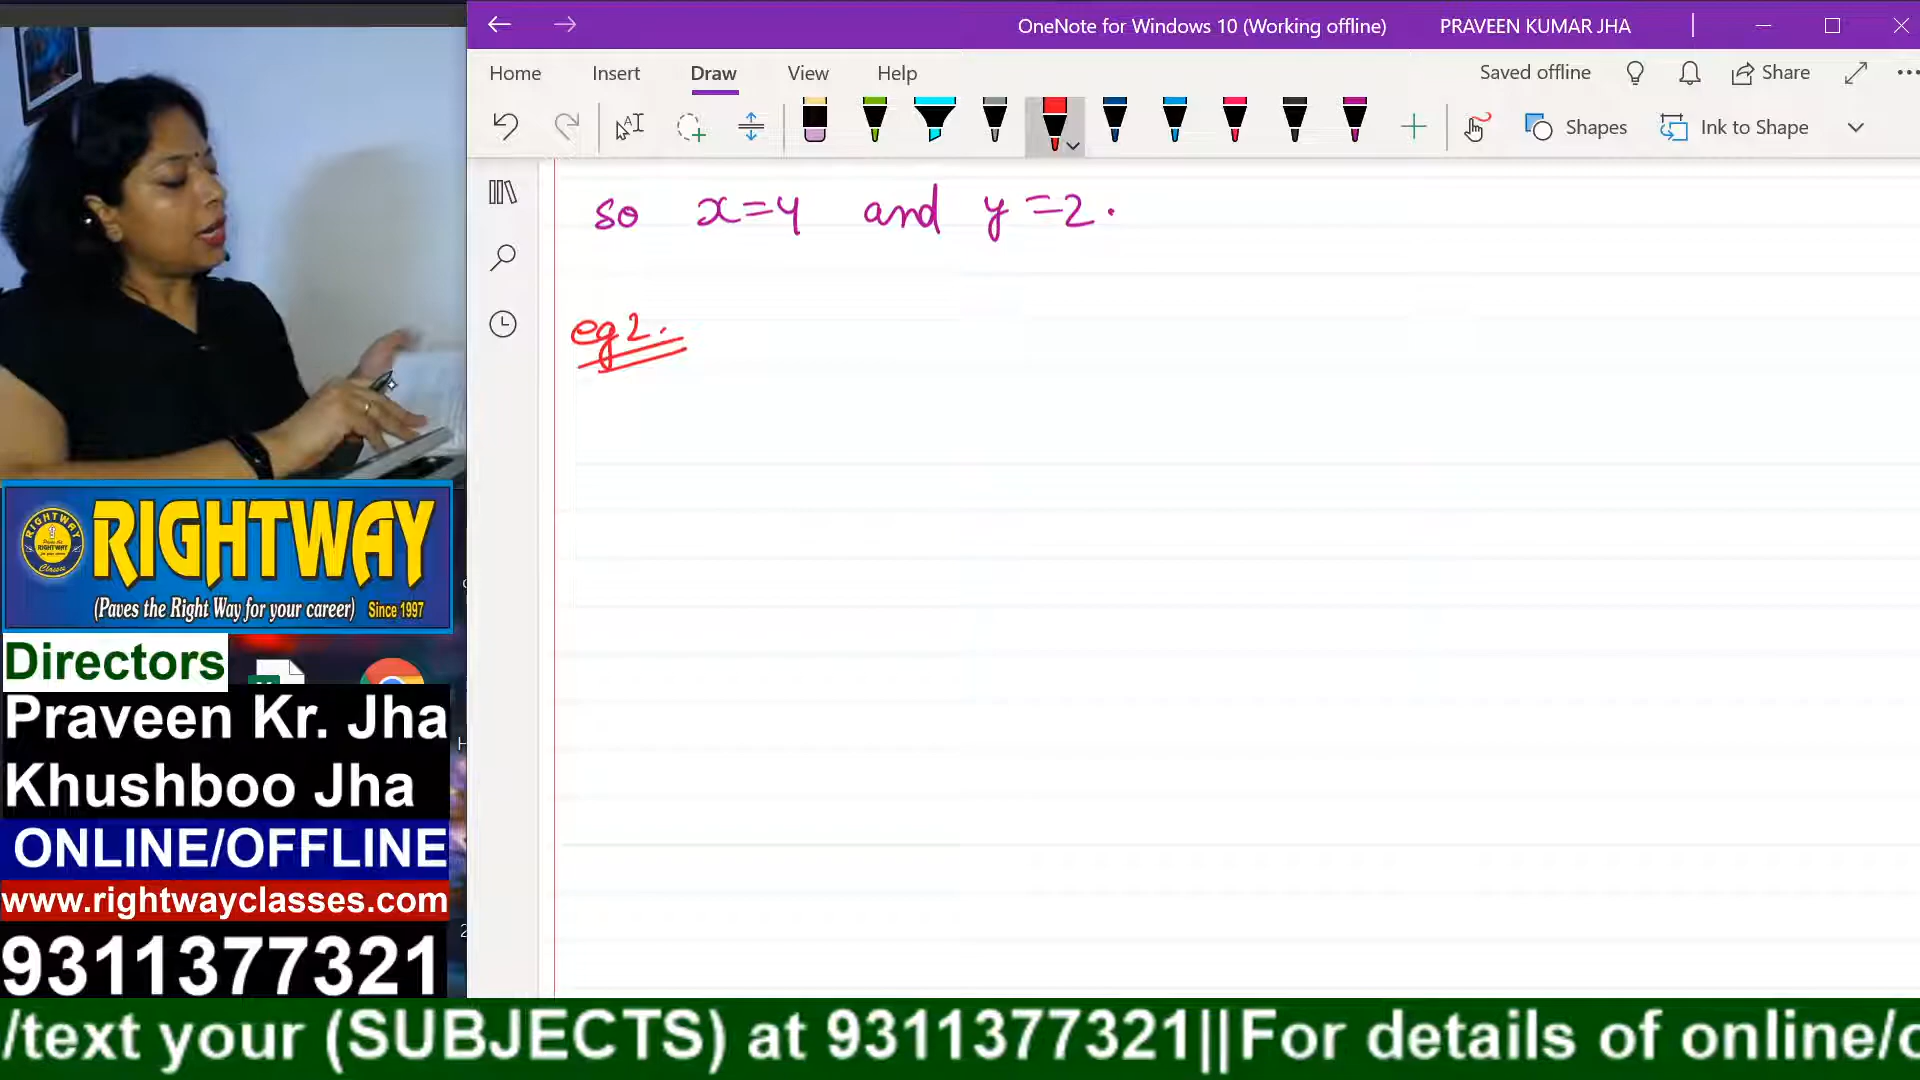 OneNote for Windows 10 (Working offline)
PRAVEEN KUMAR JHA
Home Insert Draw View Help
Saved offline
Share
Shapes
Ink to Shape
so x=4 and y=2.
eg 2.
RIGHTWAY
RIGHTWAY
Classes
(Paves the Right Way for your career) Since 1997
Directors
Praveen Kr. Jha
Khushboo Jha
ONLINE/OFFLINE
www.rightwayclasses.com
9311377321
/text your (SUBJECTS) at 9311377321||For details of online/o